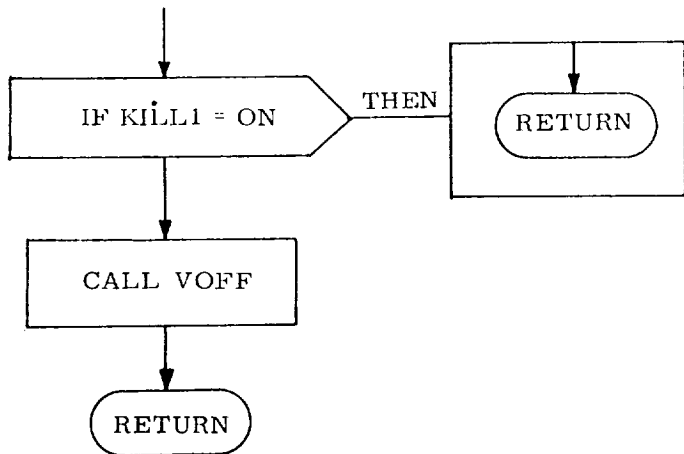 IF KILL1 = ON
THEN
RETURN
CALL VOFF
RETURN